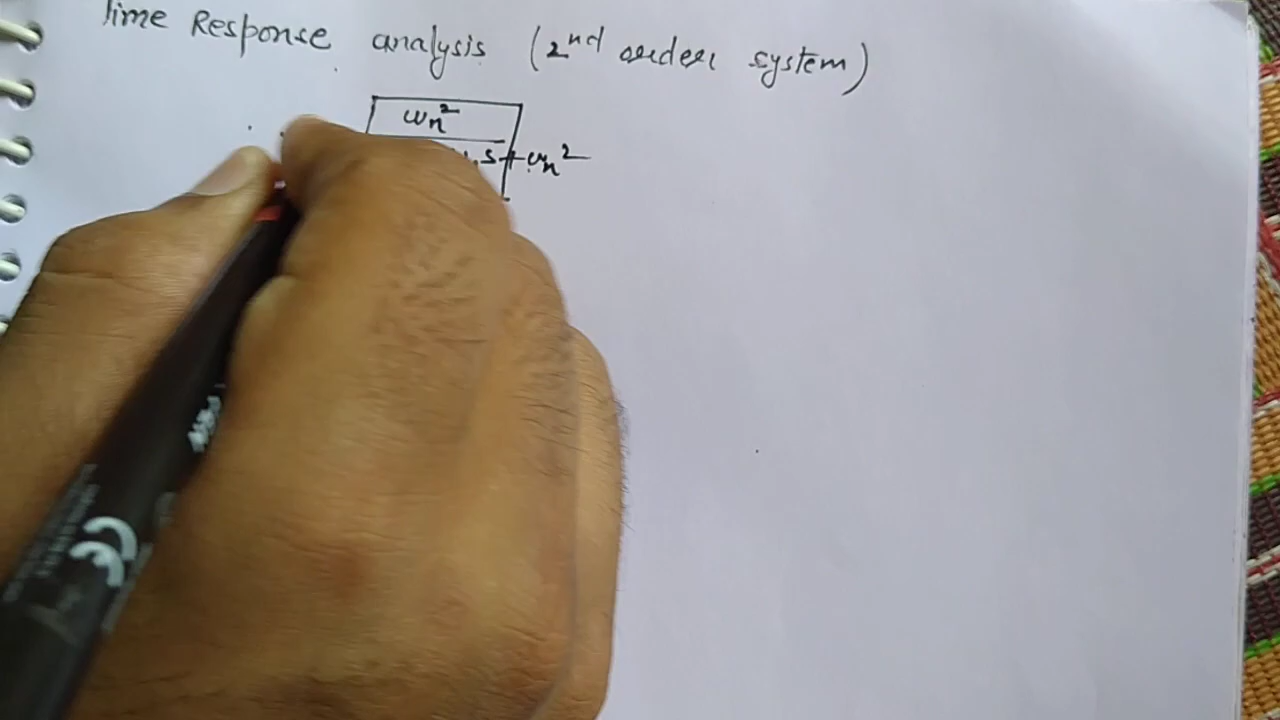 Time Response analysis (2nd order system)
ωn²
s + ωn²